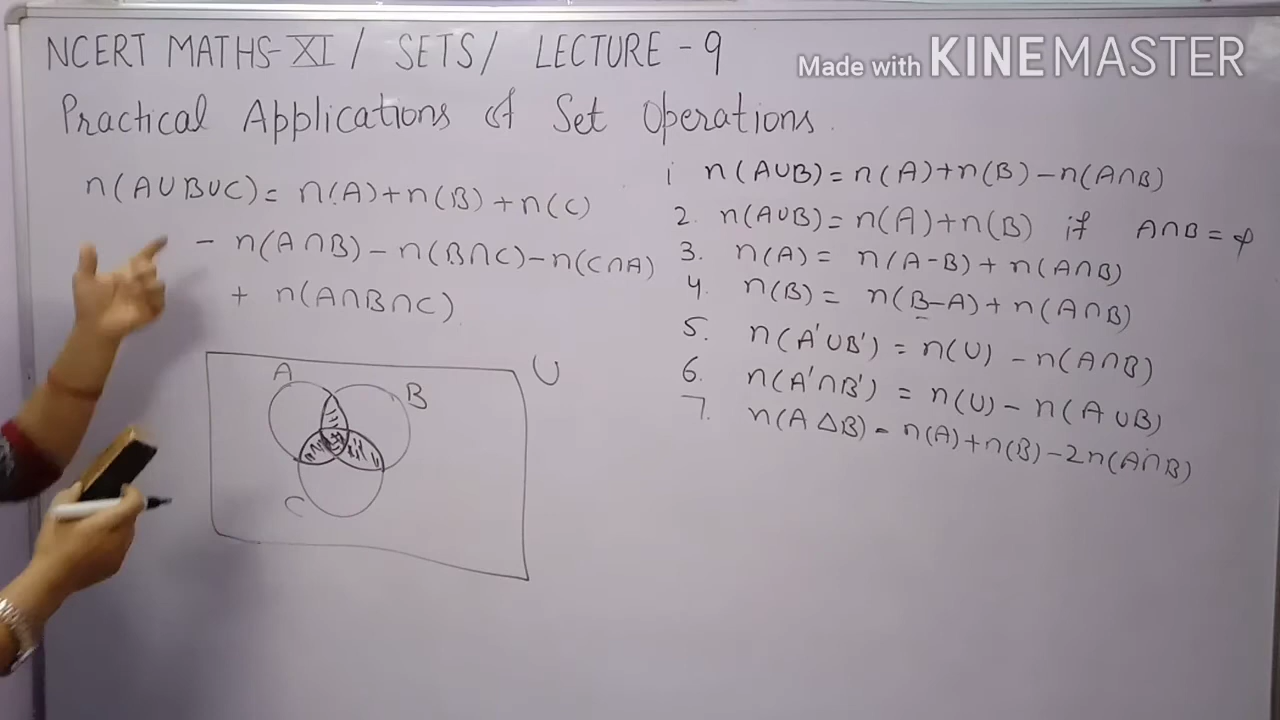 NCERT MATHS-XI / SETS / LECTURE - 9
Made with KINEMASTER
Practical Applications of Set Operations.
n(A∪B∪C) = n(A)+n(B)+n(C)
- n(A∩B) - n(B∩C) - n(C∩A)
+ n(A∩B∩C)
A
B
C
U
1 n(A∪B) = n(A)+n(B) - n(A∩B)
2. n(A∪B) = n(A)+n(B) if A∩B = φ
3. n(A) = n(A-B) + n(A∩B)
4. n(B) = n(B-A) + n(A∩B)
5. n(A'∪B') = n(U) - n(A∩B)
6. n(A'∩B') = n(U) - n(A∪B)
7. n(A△B) = n(A)+n(B) - 2n(A∩B)